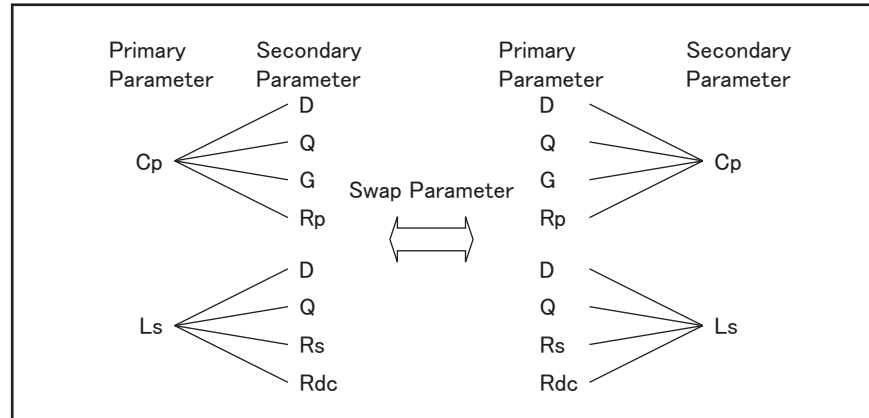 Primary Parameter
Secondary Parameter
Primary Parameter
Secondary Parameter
Cp
D
Q
G
Rp
Ls
D
Q
Rs
Rdc
Swap Parameter
D
Q
G
Rp
Cp
D
Q
Rs
Rdc
Ls